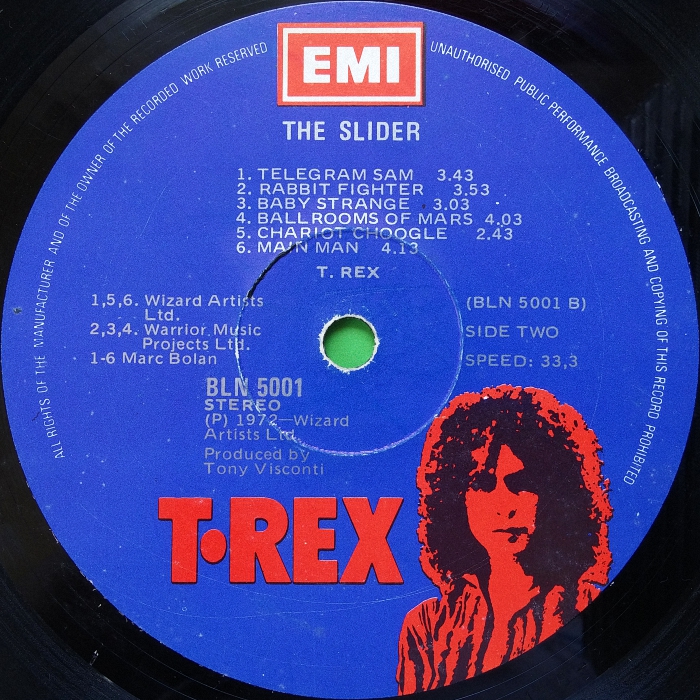 EMI
ALL RIGHTS OF THE MANUFACTURER AND OF THE OWNER OF THE RECORDED WORK RESERVED
UNAUTHORISED PUBLIC PERFORMANCE BROADCASTING AND COPYING OF THIS RECORD PROHIBITED
THE SLIDER
1. TELEGRAM SAM 3.43
2. RABBIT FIGHTER 3.53
3. BABY STRANGE 3.03
4. BALLROOMS OF MARS 4.03
5. CHARIOT CHOOGLE 2.43
6. MAIN MAN 4.13
T. REX
1,5,6. Wizard Artists
Ltd.
2,3,4. Warrior Music
Projects Ltd.
1-6 Marc Bolan
(BLN 5001 B)
SIDE TWO
SPEED: 33,3
BLN 5001
STEREO
(P) 1972—Wizard
Artists Ltd
Produced by
Tony Visconti
T•REX